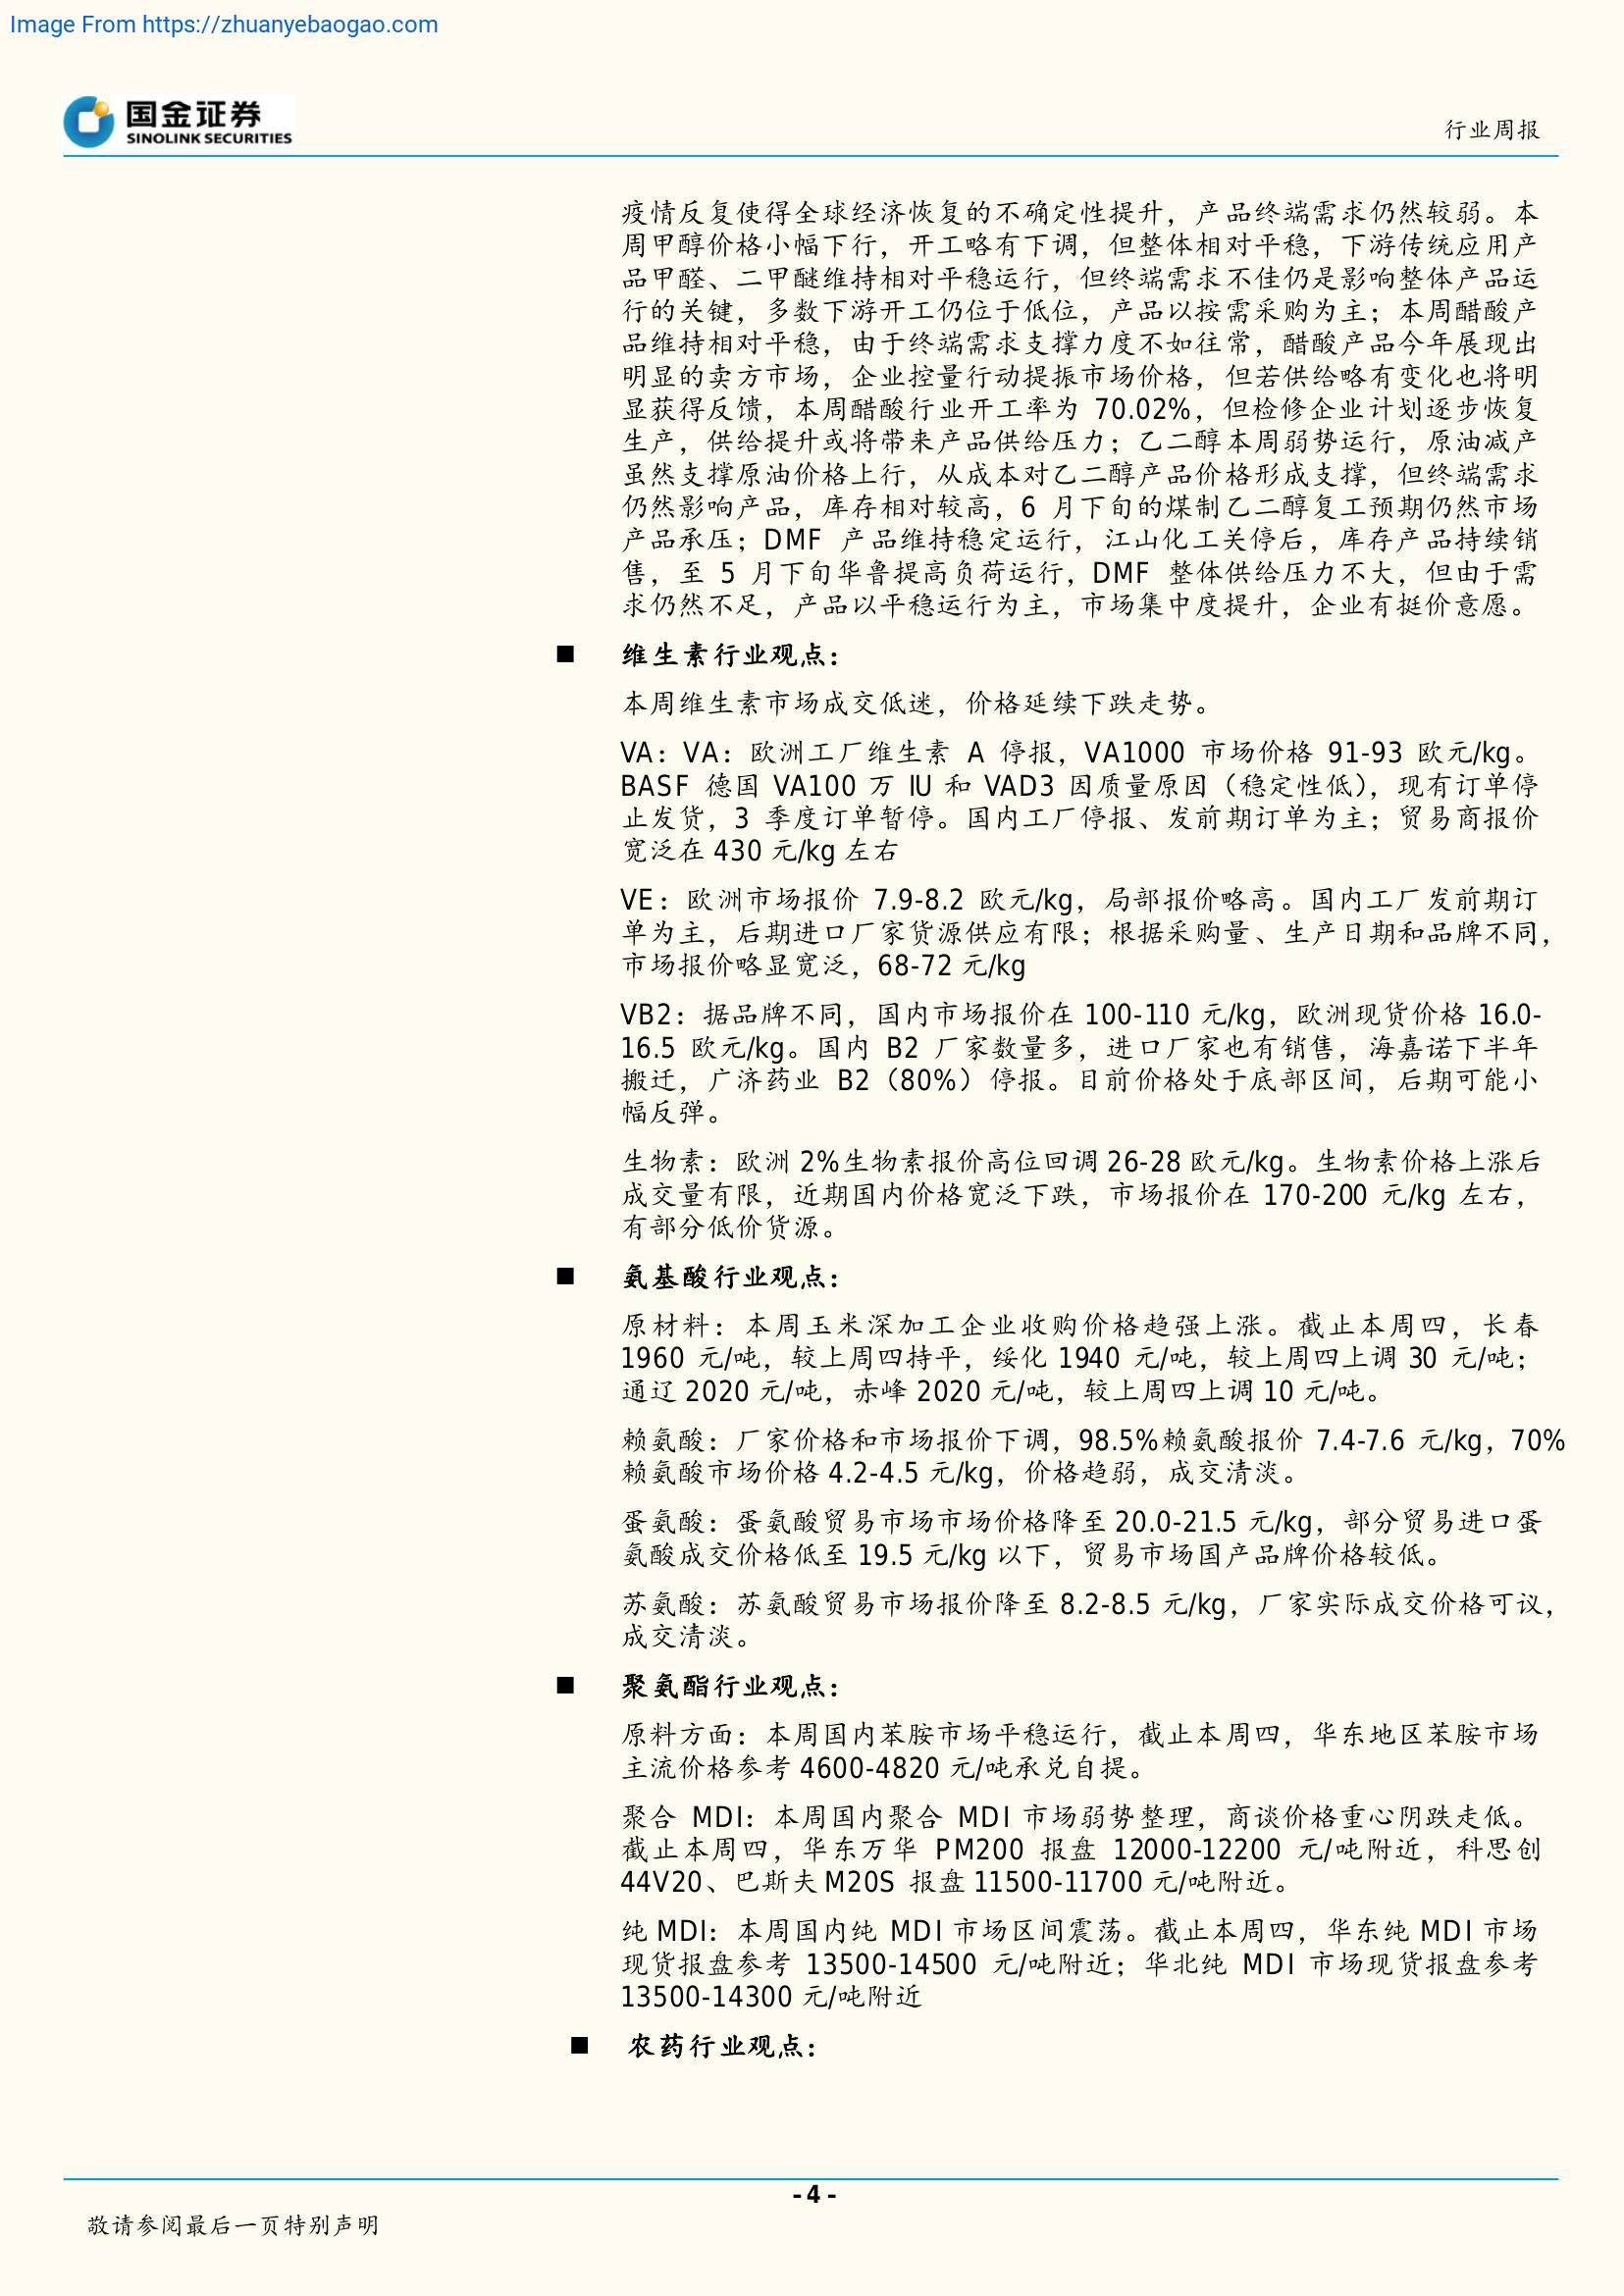 Image From https://zhuanyebaogao.com
国金证券
SINOLINK SECURITIES
行业周报
疫情反复使得全球经济恢复的不确定性提升，产品终端需求仍然较弱。本
周甲醇价格小幅下行，开工略有下调，但整体相对平稳，下游传统应用产
品甲醛、二甲醚维持相对平稳运行，但终端需求不佳仍是影响整体产品运
行的关键，多数下游开工仍位于低位，产品以按需采购为主；本周醋酸产
品维持相对平稳，由于终端需求支撑力度不如往常，醋酸产品今年展现出
明显的卖方市场，企业控量行动提振市场价格，但若供给略有变化也将明
显获得反馈，本周醋酸行业开工率为 70.02%，但检修企业计划逐步恢复
生产，供给提升或将带来产品供给压力；乙二醇本周弱势运行，原油减产
虽然支撑原油价格上行，从成本对乙二醇产品价格形成支撑，但终端需求
仍然影响产品，库存相对较高，6 月下旬的煤制乙二醇复工预期仍然市场
产品承压；DMF 产品维持稳定运行，江山化工关停后，库存产品持续销
售，至 5 月下旬华鲁提高负荷运行，DMF 整体供给压力不大，但由于需
求仍然不足，产品以平稳运行为主，市场集中度提升，企业有挺价意愿。
■ 维生素行业观点：
本周维生素市场成交低迷，价格延续下跌走势。
VA：VA：欧洲工厂维生素 A 停报，VA1000 市场价格 91-93 欧元/kg。
BASF 德国 VA100 万 IU 和 VAD3 因质量原因（稳定性低），现有订单停
止发货，3 季度订单暂停。国内工厂停报、发前期订单为主；贸易商报价
宽泛在 430 元/kg 左右
VE：欧洲市场报价 7.9-8.2 欧元/kg，局部报价略高。国内工厂发前期订
单为主，后期进口厂家货源供应有限；根据采购量、生产日期和品牌不同，
市场报价略显宽泛，68-72 元/kg
VB2：据品牌不同，国内市场报价在 100-110 元/kg，欧洲现货价格 16.0-
16.5 欧元/kg。国内 B2 厂家数量多，进口厂家也有销售，海嘉诺下半年
搬迁，广济药业 B2（80%）停报。目前价格处于底部区间，后期可能小
幅反弹。
生物素：欧洲 2%生物素报价高位回调 26-28 欧元/kg。生物素价格上涨后
成交量有限，近期国内价格宽泛下跌，市场报价在 170-200 元/kg 左右，
有部分低价货源。
■ 氨基酸行业观点：
原材料：本周玉米深加工企业收购价格趋强上涨。截止本周四，长春
1960 元/吨，较上周四持平，绥化 1940 元/吨，较上周四上调 30 元/吨；
通辽 2020 元/吨，赤峰 2020 元/吨，较上周四上调 10 元/吨。
赖氨酸：厂家价格和市场报价下调，98.5%赖氨酸报价 7.4-7.6 元/kg，70%
赖氨酸市场价格 4.2-4.5 元/kg，价格趋弱，成交清淡。
蛋氨酸：蛋氨酸贸易市场市场价格降至 20.0-21.5 元/kg，部分贸易进口蛋
氨酸成交价格低至 19.5 元/kg 以下，贸易市场国产品牌价格较低。
苏氨酸：苏氨酸贸易市场报价降至 8.2-8.5 元/kg，厂家实际成交价格可议，
成交清淡。
■ 聚氨酯行业观点：
原料方面：本周国内苯胺市场平稳运行，截止本周四，华东地区苯胺市场
主流价格参考 4600-4820 元/吨承兑自提。
聚合 MDI：本周国内聚合 MDI 市场弱势整理，商谈价格重心阴跌走低。
截止本周四，华东万华 PM200 报盘 12000-12200 元/吨附近，科思创
44V20、巴斯夫 M20S 报盘 11500-11700 元/吨附近。
纯 MDI：本周国内纯 MDI 市场区间震荡。截止本周四，华东纯 MDI 市场
现货报盘参考 13500-14500 元/吨附近；华北纯 MDI 市场现货报盘参考
13500-14300 元/吨附近
■ 农药行业观点：
- 4 -
敬请参阅最后一页特别声明